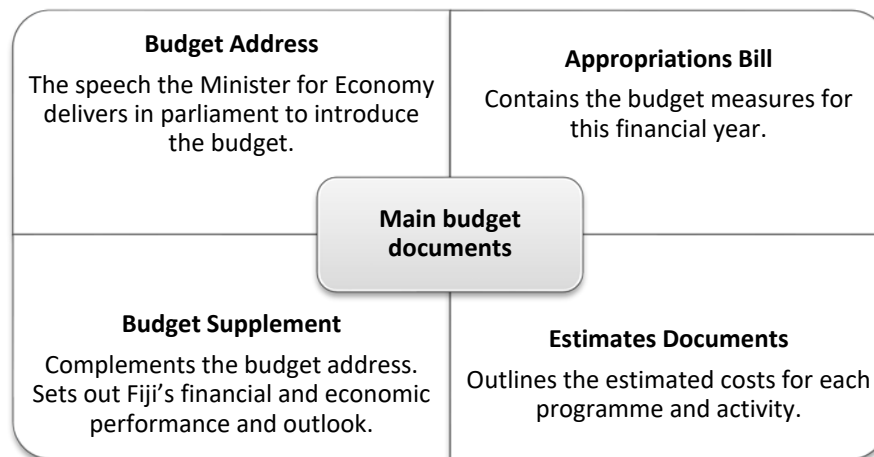 Budget Address
The speech the Minister for Economy
delivers in parliament to introduce
the budget.
Appropriations Bill
Contains the budget measures for
this financial year.
Main budget
documents
Budget Supplement
Complements the budget address.
Sets out Fiji's financial and economic
performance and outlook.
Estimates Documents
Outlines the estimated costs for each
programme and activity.